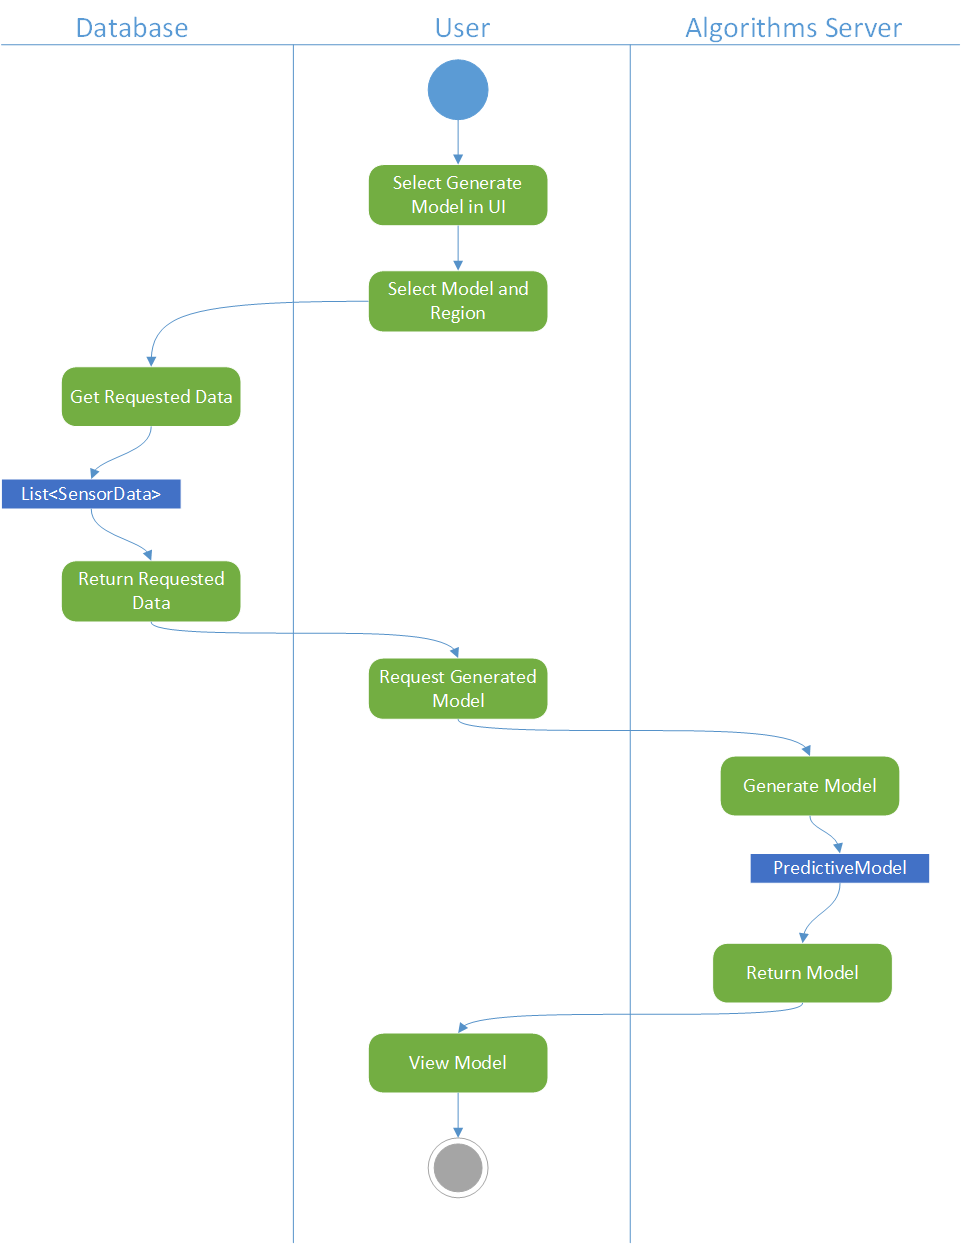 Database
User
Algorithms Server
Select Generate
Model in UI
Select Model and
Region
Get Requested Data
List<SensorData>
Return Requested
Data
Request Generated
Model
Generate Model
PredictiveModel
Return Model
View Model